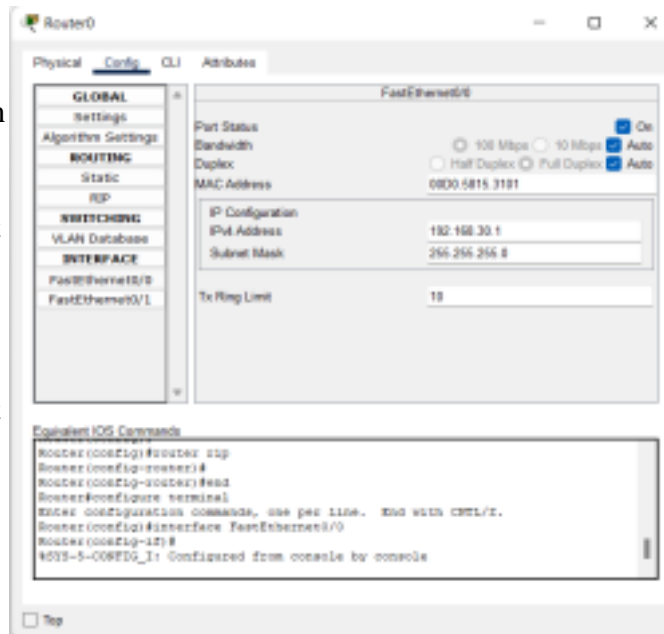 Router0
Physical Config CLI Attributes
GLOBAL
Settings
Algorithm Settings
ROUTING
Static
RIP
SWITCHING
VLAN Database
INTERFACE
FastEthernet0/0
FastEthernet0/1
FastEthernet0/0
Port Status On
Bandwidth 100 Mbps 10 Mbps Auto
Duplex Half Duplex Full Duplex Auto
MAC Address 00D0.5815.3101
IP Configuration
IPv4 Address 192.168.30.1
Subnet Mask 255.255.255.0
Tx Ring Limit 10
Equivalent IOS Commands
Router(config)#router rip
Router(config-router)#
Router(config-router)#end
Router#configure terminal
Enter configuration commands, one per line. End with CNTL/Z.
Router(config)#interface FastEthernet0/0
Router(config-if)#
%SYS-5-CONFIG_I: Configured from console by console
Top